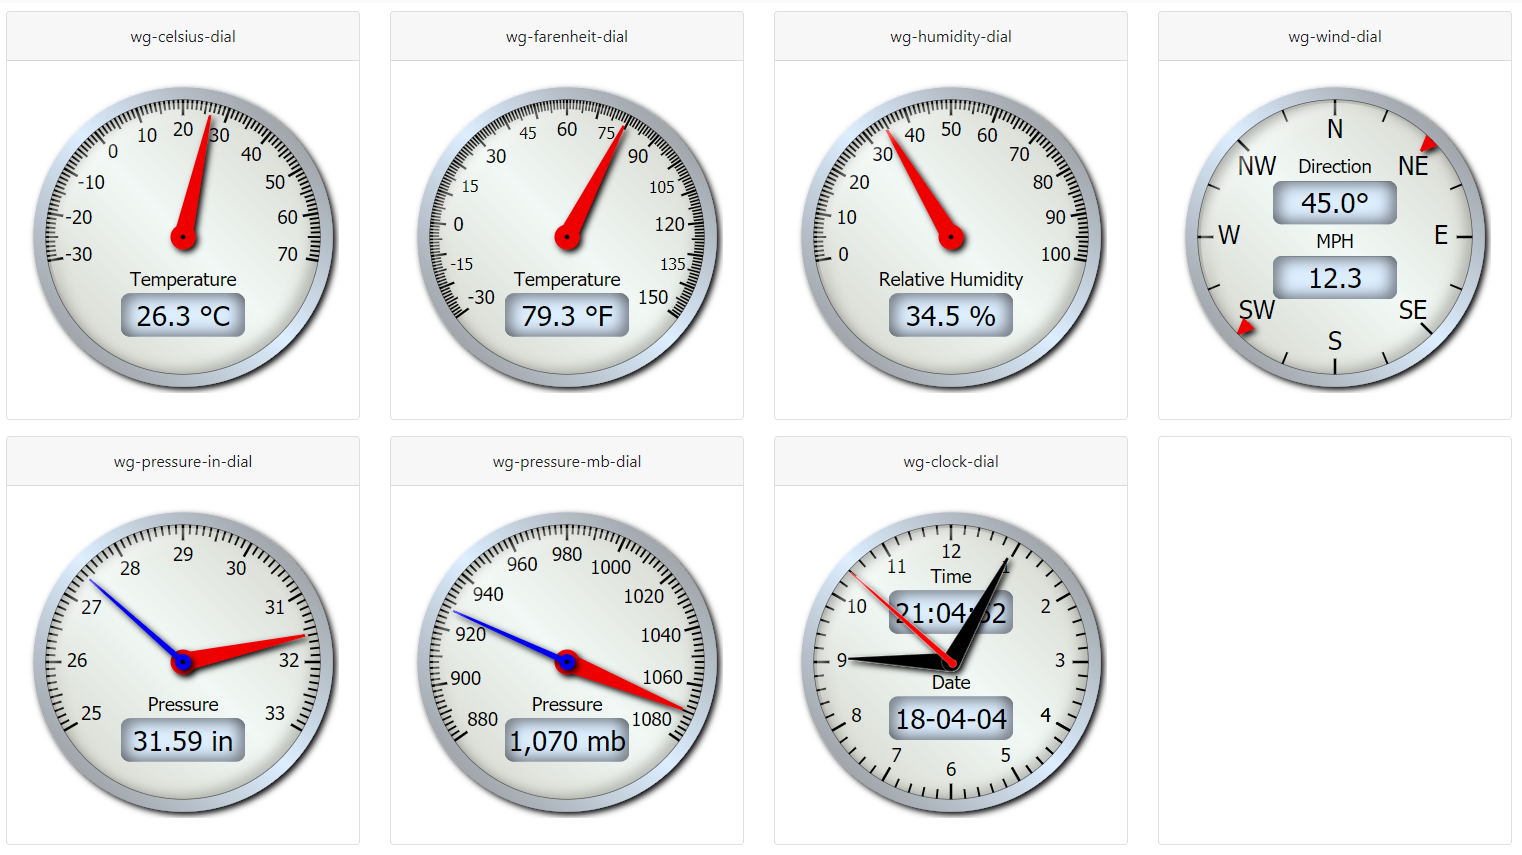 wg-celsius-dial
-30
-20
-10
0
10
20
30
40
50
60
70
Temperature
26.3 °C
wg-farenheit-dial
-30
-15
0
15
30
45
60
75
90
105
120
135
150
Temperature
79.3 °F
wg-humidity-dial
0
10
20
30
40
50
60
70
80
90
100
Relative Humidity
34.5 %
wg-wind-dial
N
NE
E
SE
S
SW
W
NW
Direction
45.0°
MPH
12.3
wg-pressure-in-dial
25
26
27
28
29
30
31
32
33
Pressure
31.59 in
wg-pressure-mb-dial
880
900
920
940
960
980
1000
1020
1040
1060
1080
Pressure
1,070 mb
wg-clock-dial
12
1
2
3
4
5
6
7
8
9
10
11
Time
21:04:52
Date
18-04-04